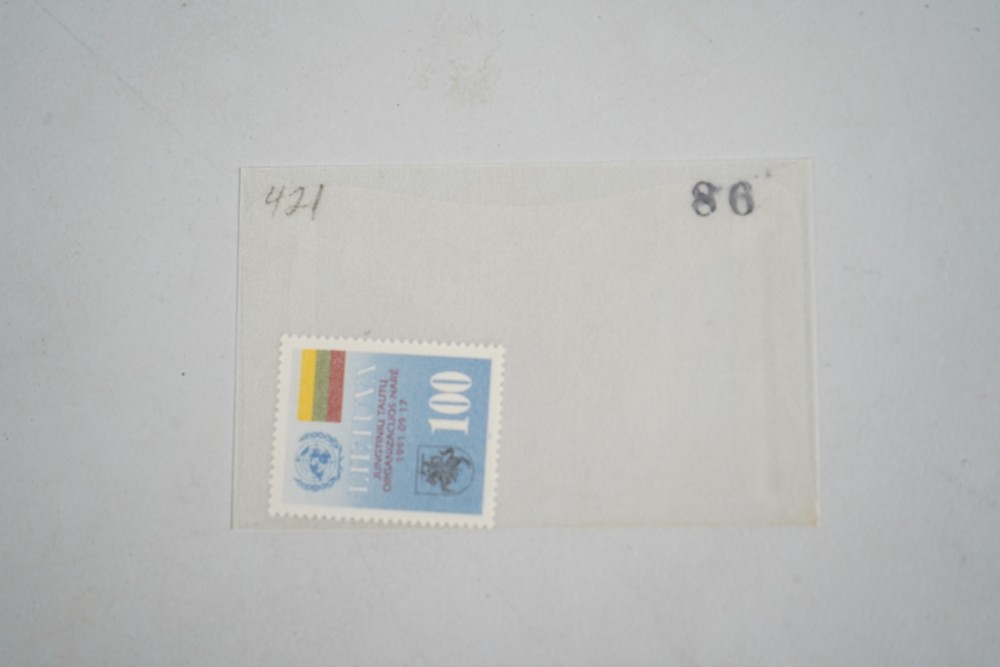 421
86
LIETUVA
JUNGTINIŲ TAUTŲ
ORGANIZACIJOS NARĖ
1991 09 17
100